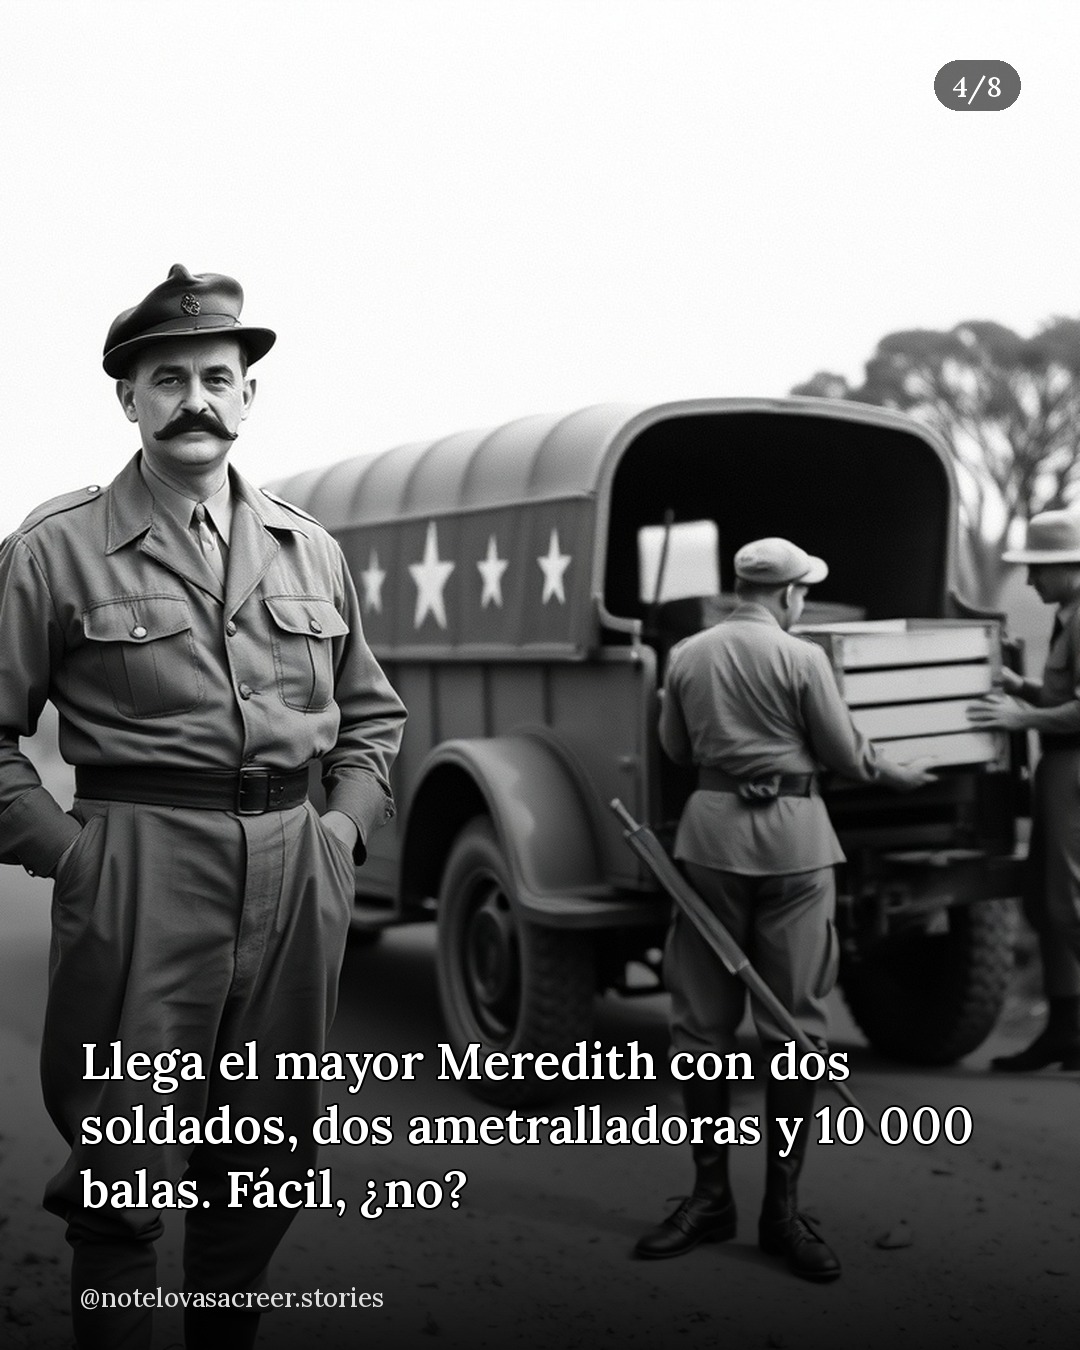 4/8
Llega el mayor Meredith con dos
soldados, dos ametralladoras y 10 000
balas. Fácil, ¿no?
@notelovasacreer.stories